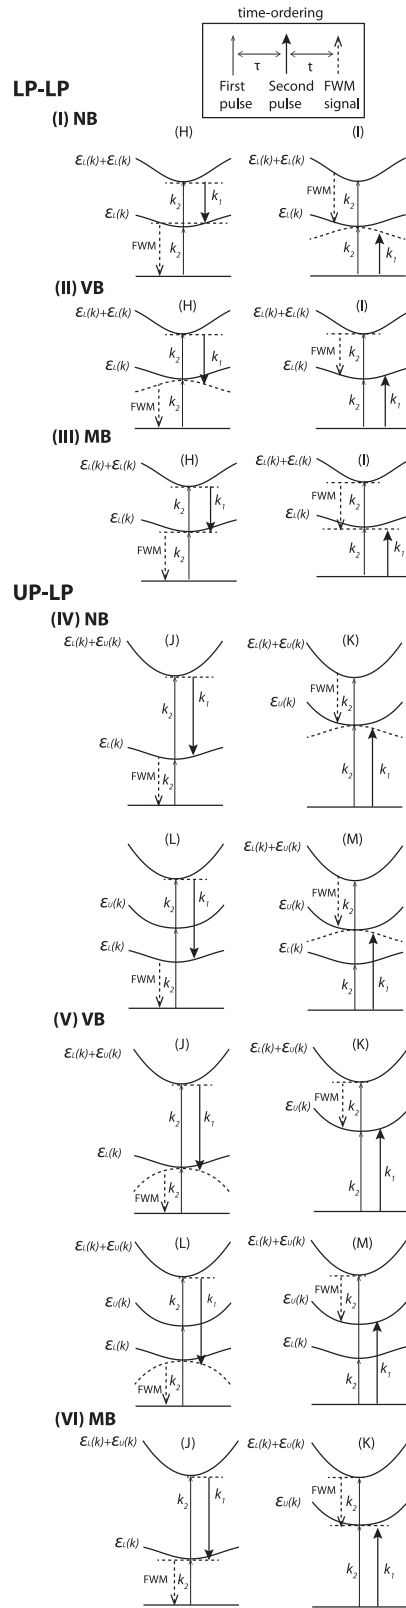 time-ordering
τ t
First pulse Second pulse FWM signal
LP-LP
(I) NB
(H) (I)
εL(k)+εL(k) εL(k)+εL(k)
k2 k1 FWM k2
εL(k) εL(k)
FWM k2 k2 k1
(II) VB
(H) (I)
εL(k)+εL(k) εL(k)+εL(k)
k2 k1 FWM k2
εL(k) εL(k)
FWM k2 k2 k1
(III) MB
(H) (I)
εL(k)+εL(k) εL(k)+εL(k)
k2 k1 FWM k2
εL(k) εL(k)
FWM k2 k2 k1
UP-LP
(IV) NB
εL(k)+εU(k) (J) εL(k)+εU(k) (K)
k2 k1 FWM k2
εL(k) εU(k)
FWM k2 k2 k1
(L) (M)
εL(k)+εU(k)
k2 k1 FWM k2
εU(k) εU(k)
εL(k) εL(k)
FWM k2 k2 k1
(V) VB
εL(k)+εU(k) (J) εL(k)+εU(k) (K)
k2 k1 FWM k2
εL(k) εU(k)
FWM k2 k2 k1
εL(k)+εU(k) (L) εL(k)+εU(k) (M)
k2 k1 FWM k2
εU(k) εU(k)
εL(k) εL(k)
FWM k2 k2 k1
(VI) MB
εL(k)+εU(k) (J) εL(k)+εU(k) (K)
k2 k1 FWM k2
εL(k) εU(k)
FWM k2 k2 k1